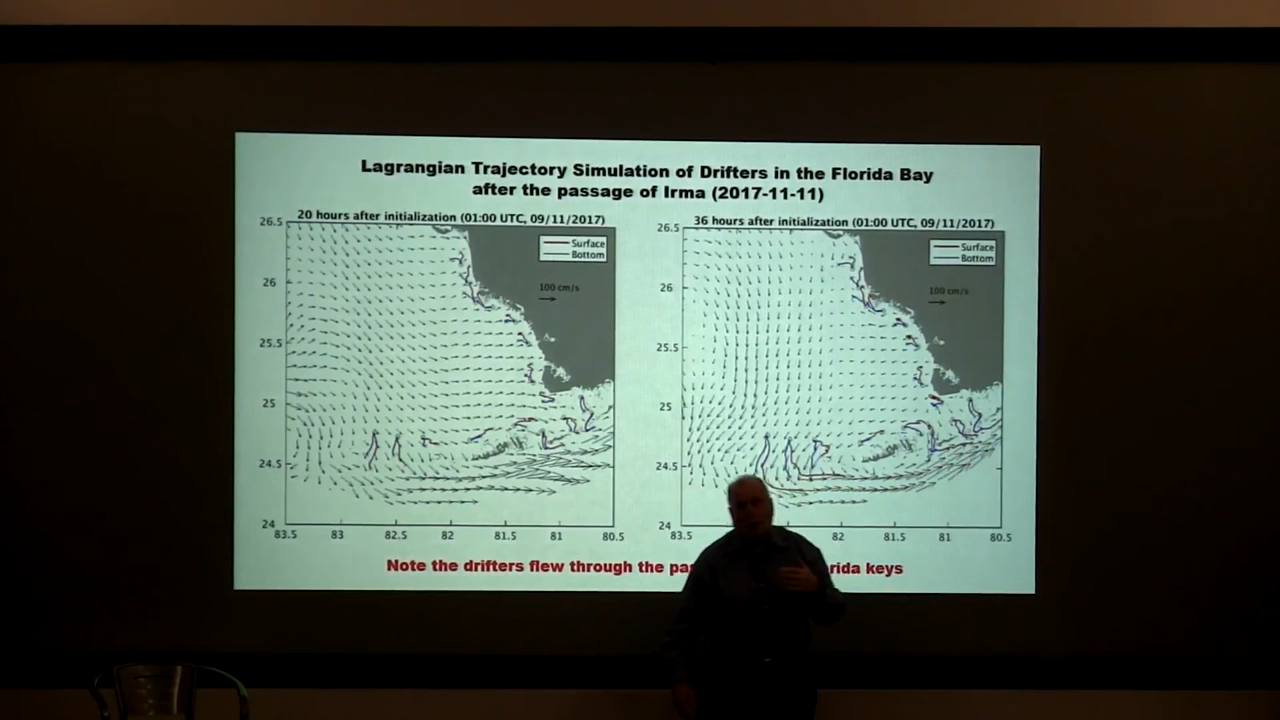 Lagrangian Trajectory Simulation of Drifters in the Florida Bay
after the passage of Irma (2017-11-11)
20 hours after initialization (01:00 UTC, 09/11/2017)
26.5
26
25.5
25
24.5
24
83.5 83 82.5 82 81.5 81 80.5
Surface
Bottom
100 cm/s
36 hours after initialization (01:00 UTC, 09/11/2017)
26.5
26
25.5
25
24.5
24
83.5 82 81.5 81 80.5
Surface
Bottom
100 cm/s
Note the drifters flew through the keys